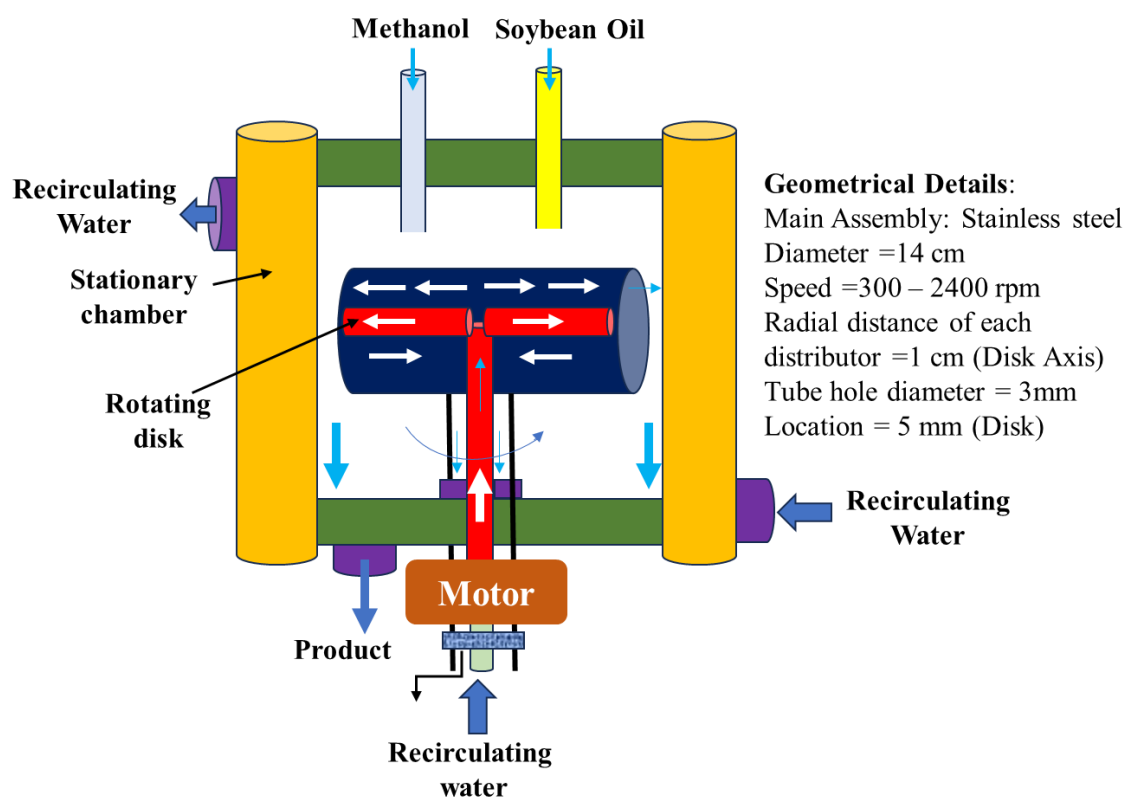 Methanol
Soybean Oil
Recirculating
Water
Stationary
chamber
Rotating
disk
Geometrical Details:
Main Assembly: Stainless steel
Diameter =14 cm
Speed =300 – 2400 rpm
Radial distance of each
distributor =1 cm (Disk Axis)
Tube hole diameter = 3mm
Location = 5 mm (Disk)
Recirculating
Water
Motor
Product
Recirculating
water